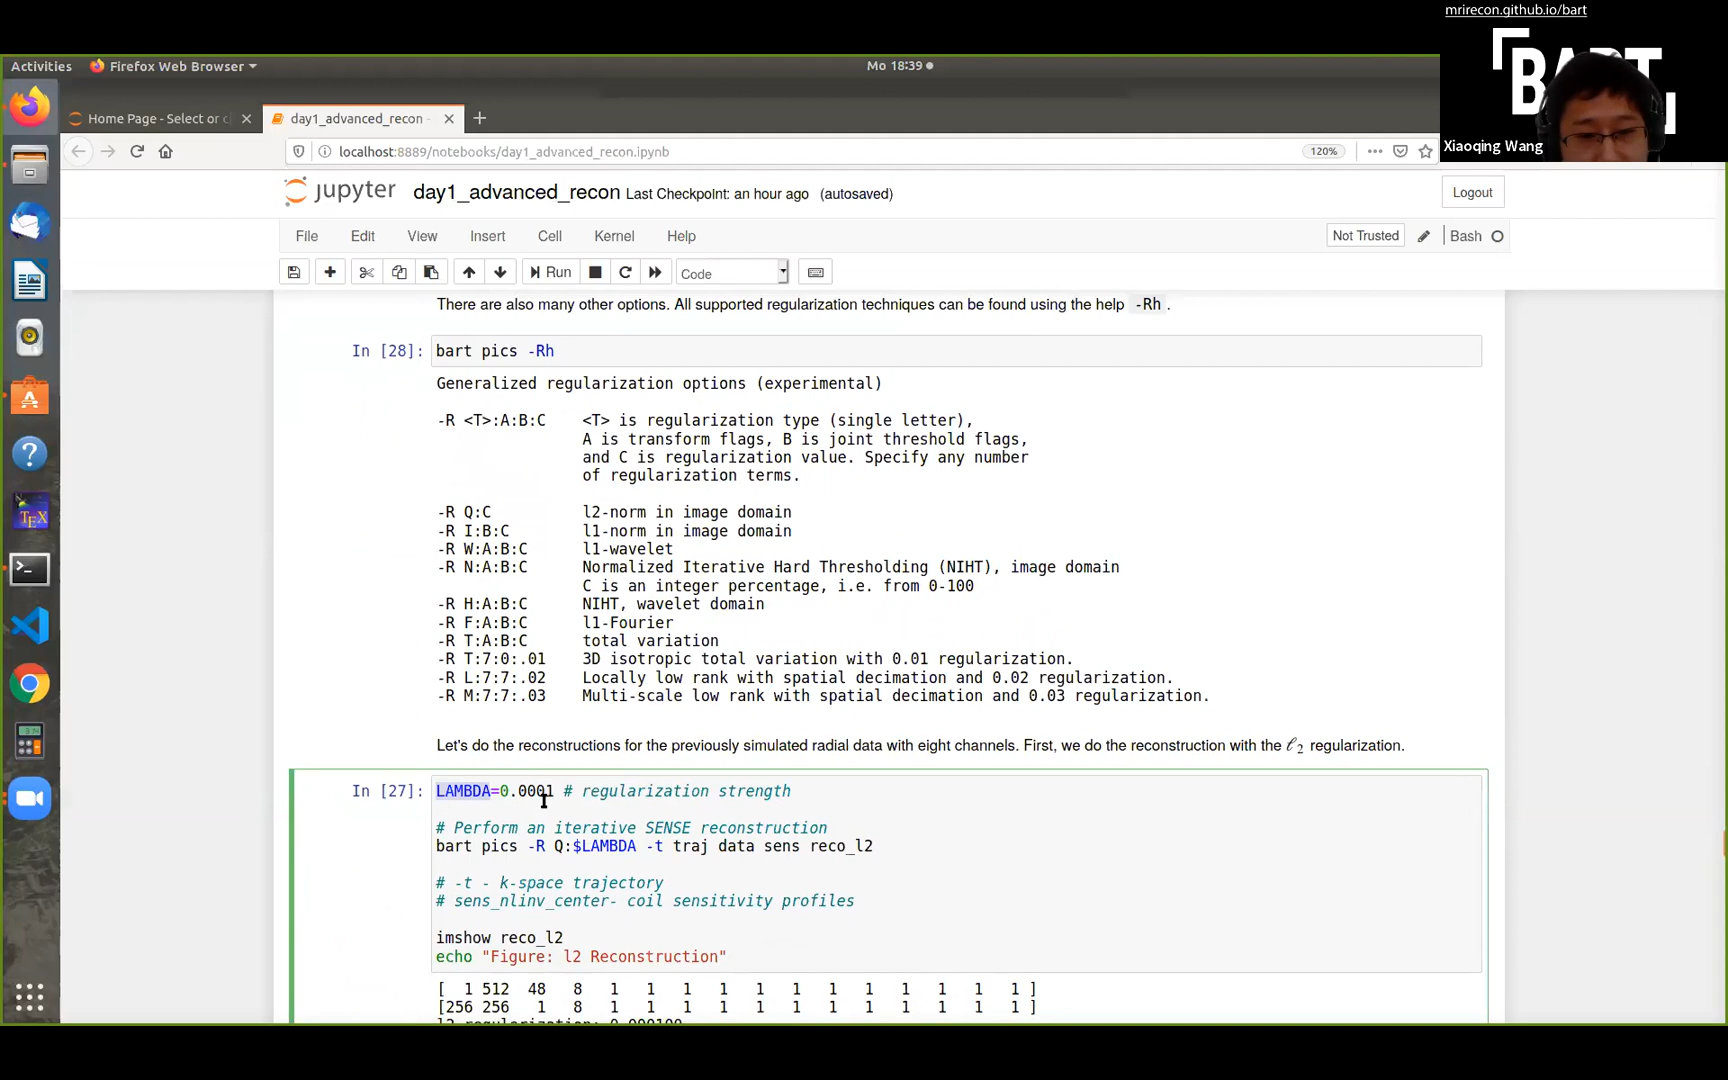 mrirecon.github.io/bart
Activities Firefox Web Browser Mo 18:39
Xiaoqing Wang
Home Page - Select or c day1_advanced_recon -
localhost:8889/notebooks/day1_advanced_recon.ipynb 120%
jupyter day1_advanced_recon Last Checkpoint: an hour ago (autosaved) Logout
File Edit View Insert Cell Kernel Help Not Trusted Bash
Run Code
There are also many other options. All supported regularization techniques can be found using the help -Rh .
In [28]: bart pics -Rh
Generalized regularization options (experimental)
-R <T>:A:B:C <T> is regularization type (single letter),
A is transform flags, B is joint threshold flags,
and C is regularization value. Specify any number
of regularization terms.
-R Q:C l2-norm in image domain
-R I:B:C l1-norm in image domain
-R W:A:B:C l1-wavelet
-R N:A:B:C Normalized Iterative Hard Thresholding (NIHT), image domain
C is an integer percentage, i.e. from 0-100
-R H:A:B:C NIHT, wavelet domain
-R F:A:B:C l1-Fourier
-R T:A:B:C total variation
-R T:7:0:.01 3D isotropic total variation with 0.01 regularization.
-R L:7:7:.02 Locally low rank with spatial decimation and 0.02 regularization.
-R M:7:7:.03 Multi-scale low rank with spatial decimation and 0.03 regularization.
Let's do the reconstructions for the previously simulated radial data with eight channels. First, we do the reconstruction with the ℓ2 regularization.
In [27]: LAMBDA=0.0001 # regularization strength
# Perform an iterative SENSE reconstruction
bart pics -R Q:$LAMBDA -t traj data sens reco_l2
# -t - k-space trajectory
# sens_nlinv_center- coil sensitivity profiles
imshow reco_l2
echo "Figure: l2 Reconstruction"
[ 1 512 48 8 1 1 1 1 1 1 1 1 1 1 1 1 ]
[256 256 1 8 1 1 1 1 1 1 1 1 1 1 1 1 ]
l2 regularization: 0.000100